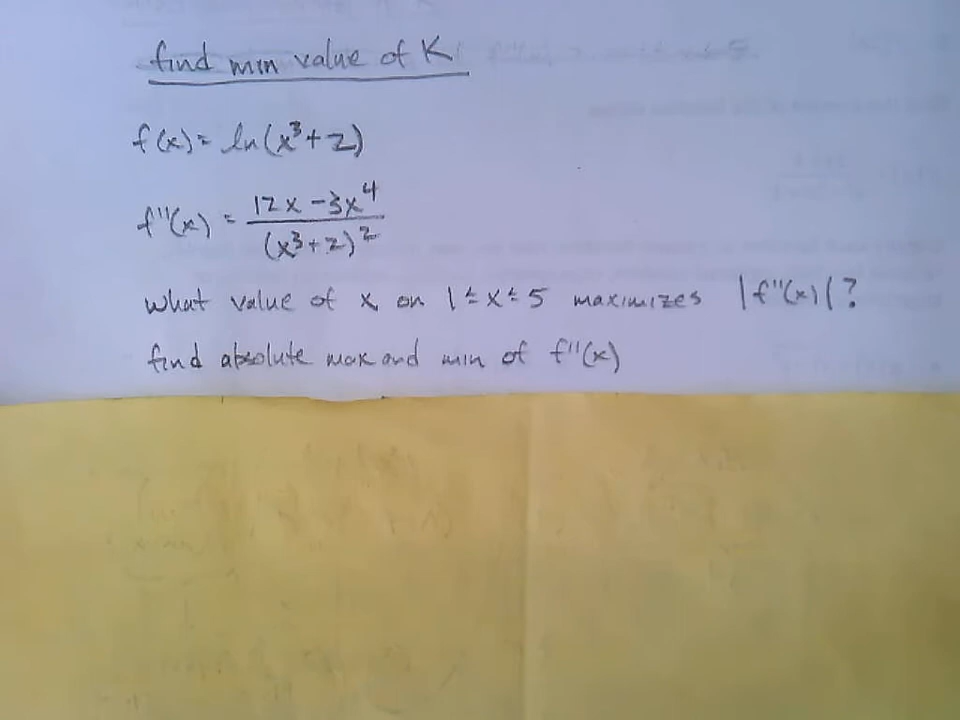 find min value of K
f(x) = ln(x³+2)
f''(x) = 12x - 3x⁴ / (x³+2)²
what value of x on 1 ≤ x ≤ 5 maximizes |f''(x)|?
find absolute max and min of f''(x)